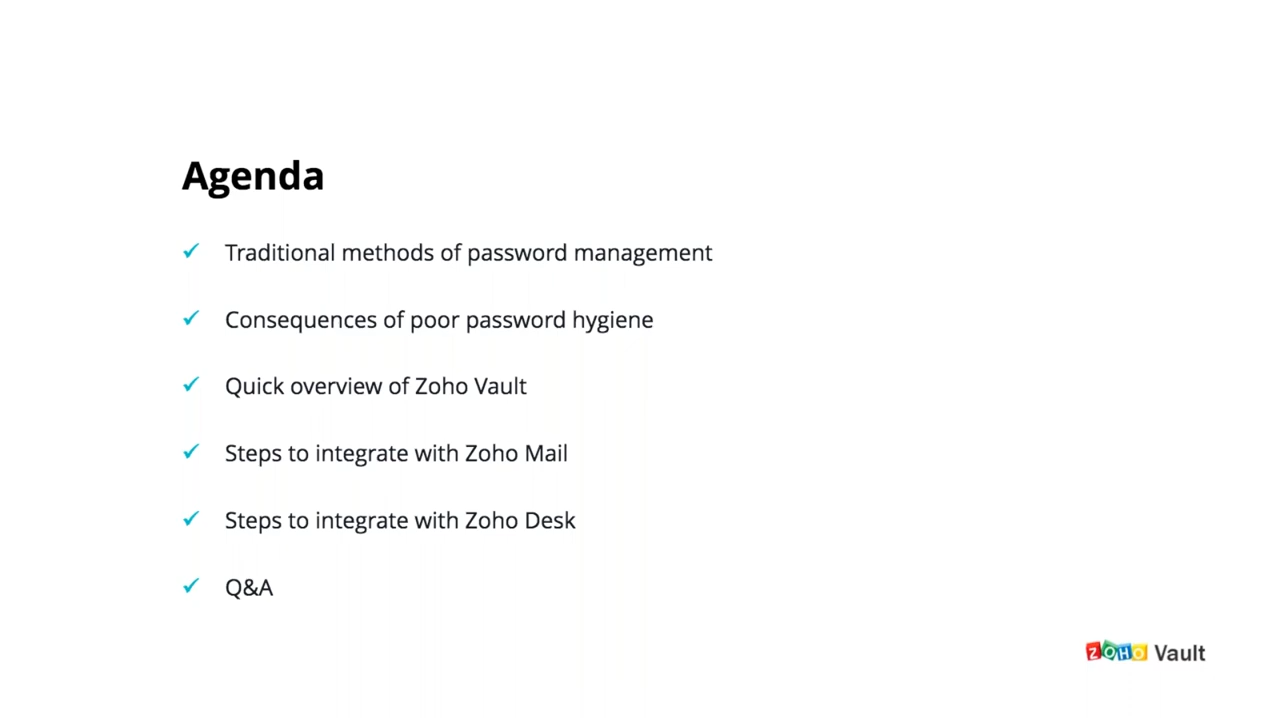 Agenda
✓ Traditional methods of password management
✓ Consequences of poor password hygiene
✓ Quick overview of Zoho Vault
✓ Steps to integrate with Zoho Mail
✓ Steps to integrate with Zoho Desk
✓ Q&A
ZOHO Vault